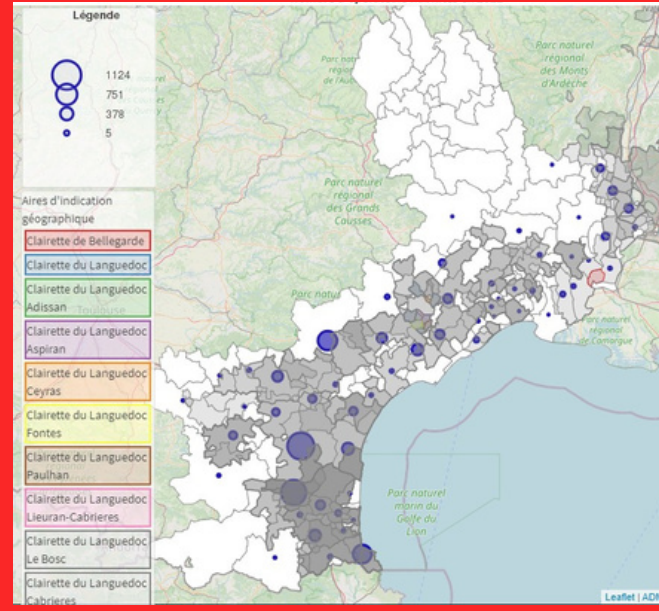 Légende
1124
751
378
5
Aires d'indication
géographique
Clairette de Bellegarde
Clairette du Languedoc
Clairette du Languedoc
Adissan
Clairette du Languedoc
Aspiran
Clairette du Languedoc
Ceyras
Clairette du Languedoc
Fontes
Clairette du Languedoc
Paulhan
Clairette du Languedoc
Lieuran-Cabrieres
Clairette du Languedoc
Le Bosc
Clairette du Languedoc
Cabrieres
Parc naturel
régional
des Monts
d'Ardèche
Parc naturel
régional
des Grands
Causses
Parc natu
Parc naturel
marin du
Golfe du
Lion
régional
de Camargue
Leaflet | ADM